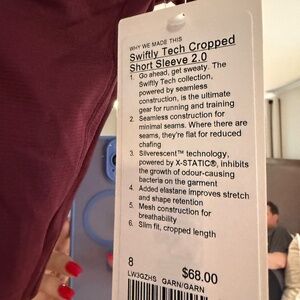 WHY WE MADE THIS
Swiftly Tech Cropped
Short Sleeve 2.0
1. Go ahead, get sweaty. The
Swiftly Tech collection,
powered by seamless
construction, is the ultimate
gear for running and training
2. Seamless construction for
minimal seams. Where there are
seams, they're flat for reduced
chafing
3. Silverescent™ technology,
powered by X-STATIC®, inhibits
the growth of odour-causing
bacteria on the garment
4. Added elastane improves stretch
and shape retention
5. Mesh construction for
breathability
6. Slim fit, cropped length
8 $68.00
LW3GZHS GARN/GARN